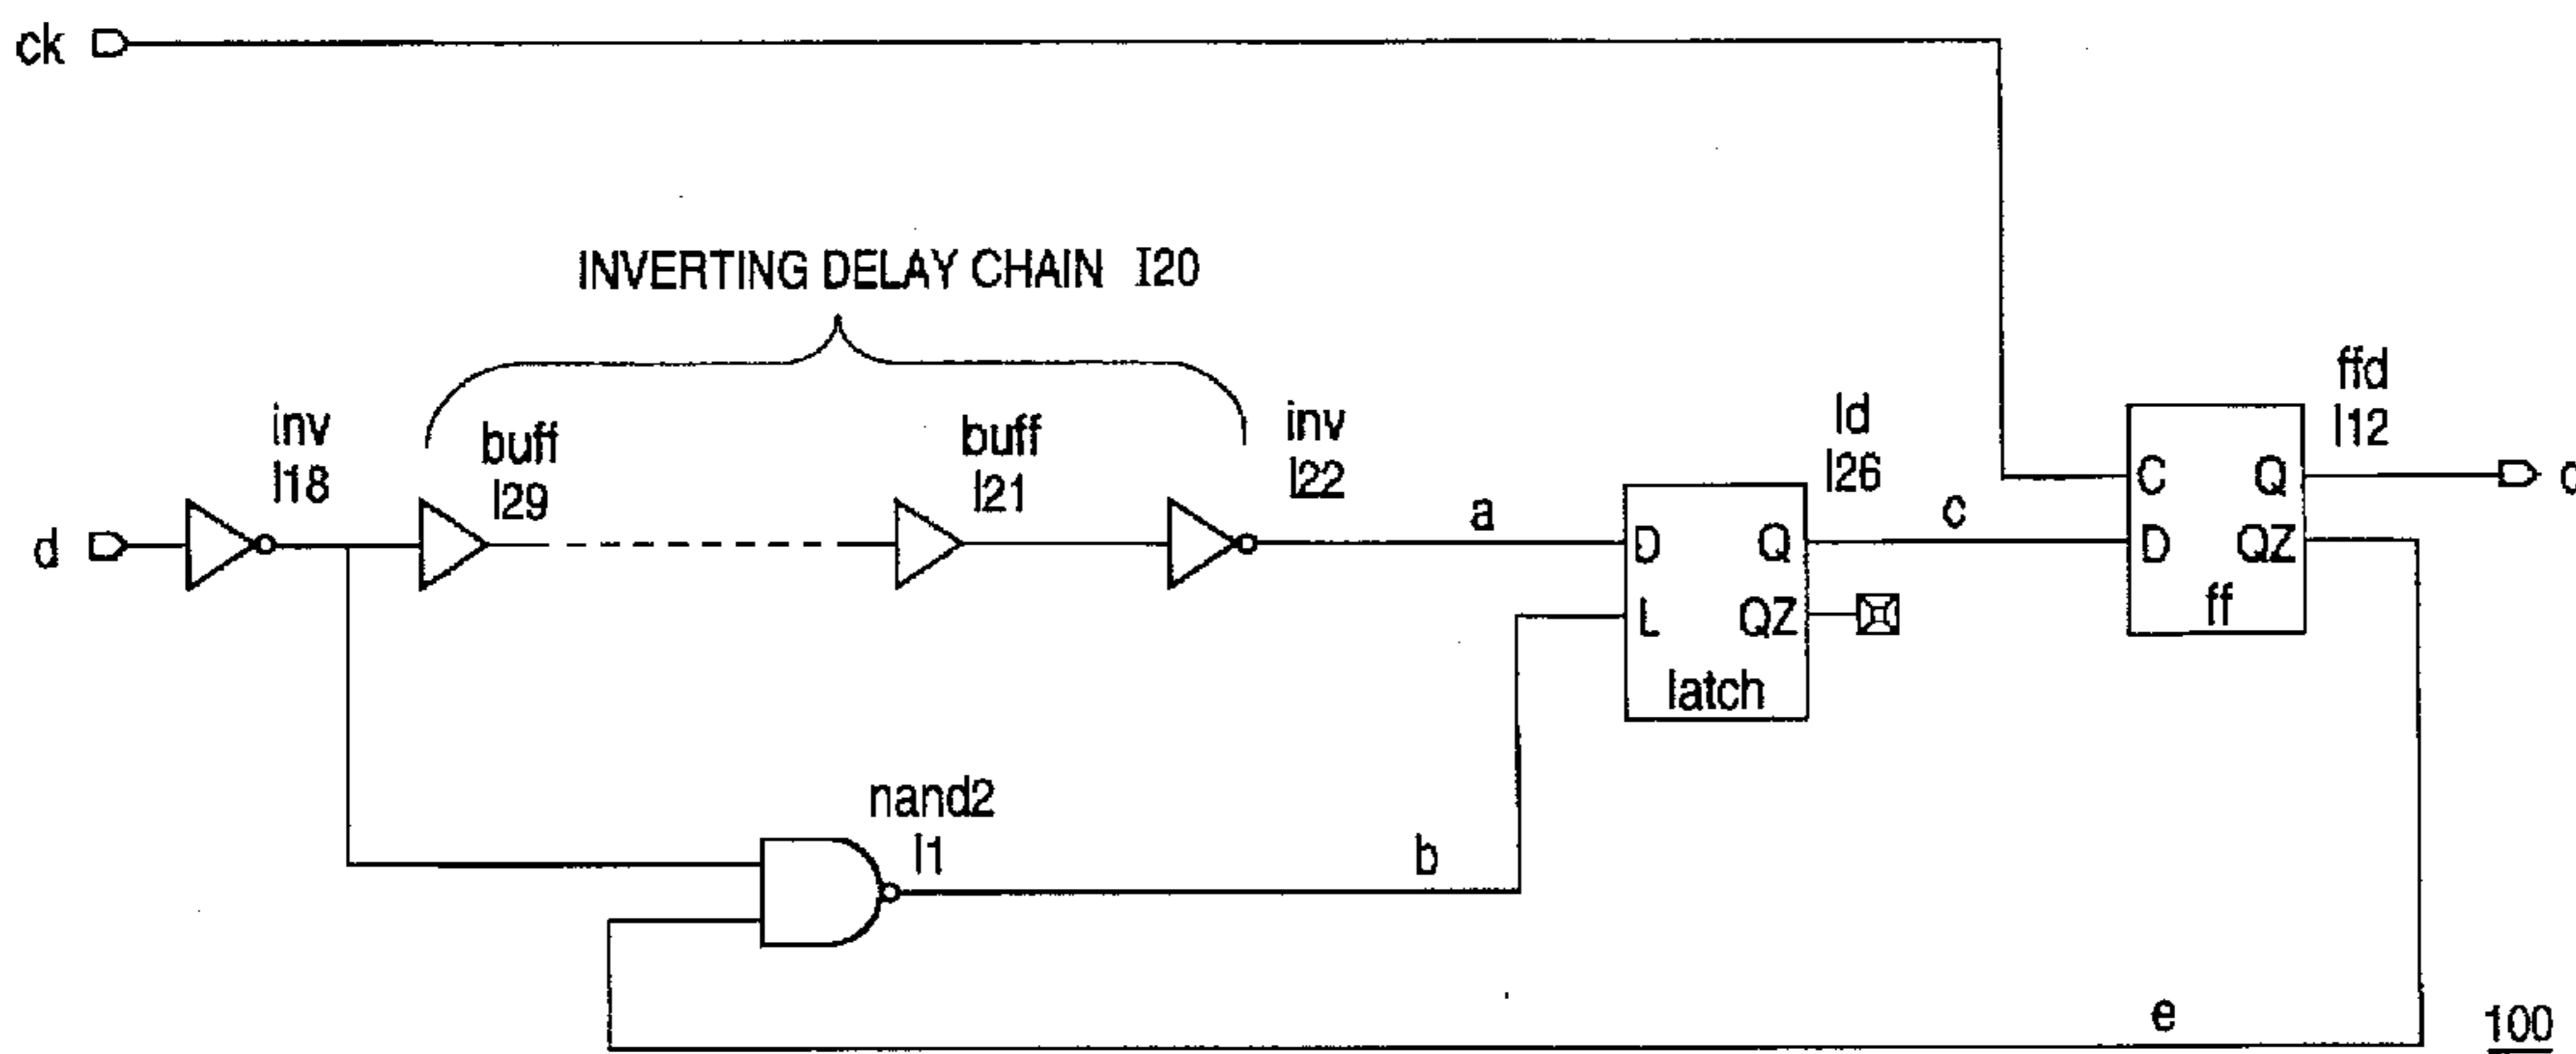 ck
INVERTING DELAY CHAIN I20
inv
I18
buff
I29
buff
I21
inv
I22
ld
I26
ffd
I12
d
a
D
Q
L
QZ
latch
c
C
Q
D
QZ
ff
nand2
I1
b
e
100